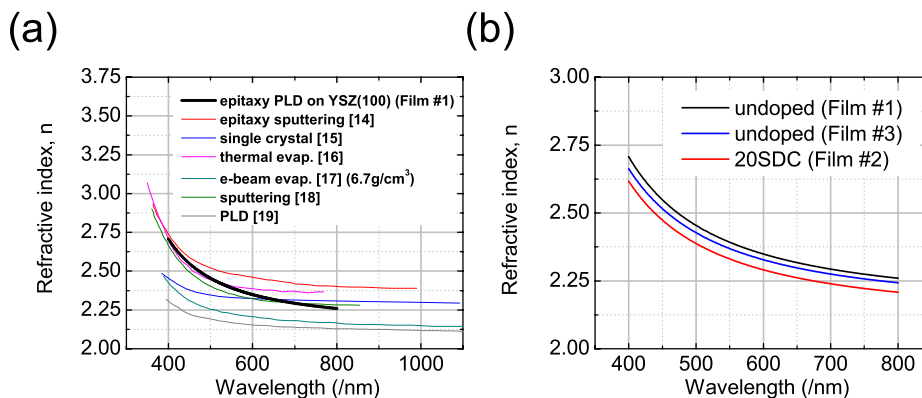 (a)
(b)
3.75
3.50
3.25
3.00
2.75
2.50
2.25
2.00
Refractive index, n
epitaxy PLD on YSZ(100) (Film #1)
epitaxy sputtering [14]
single crystal [15]
thermal evap. [16]
e-beam evap. [17] (6.7g/cm³)
sputtering [18]
PLD [19]
400
600
800
1000
Wavelength (/nm)
3.00
2.75
2.50
2.25
2.00
Refractive index, n
undoped (Film #1)
undoped (Film #3)
20SDC (Film #2)
400
500
600
700
800
Wavelength (/nm)